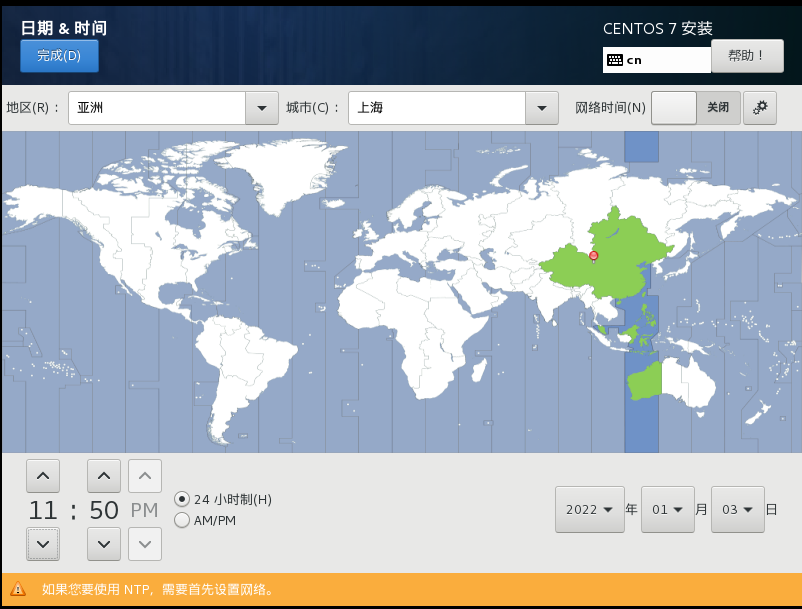 日期 & 时间
CENTOS 7 安装
完成(D)
cn
帮助！
地区(R)： 亚洲 城市(C)： 上海 网络时间(N) 关闭
11 : 50 PM
24 小时制(H)
AM/PM
2022 年 01 月 03 日
如果您要使用 NTP，需要首先设置网络。